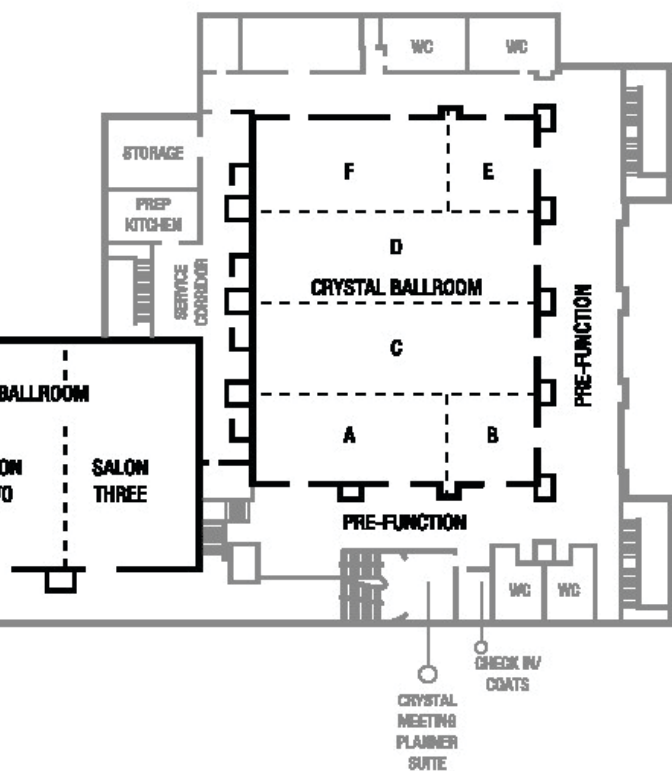 WC
WC
STORAGE
F
E
PREP
KITCHEN
D
SERVICE
CORRIDOR
CRYSTAL BALLROOM
PRE-FUNCTION
C
BALLROOM
A
B
ON
SALON
THREE
PRE-FUNCTION
WC
WC
CHECK IN/
COATS
CRYSTAL
MEETING
PLANNER
SUITE